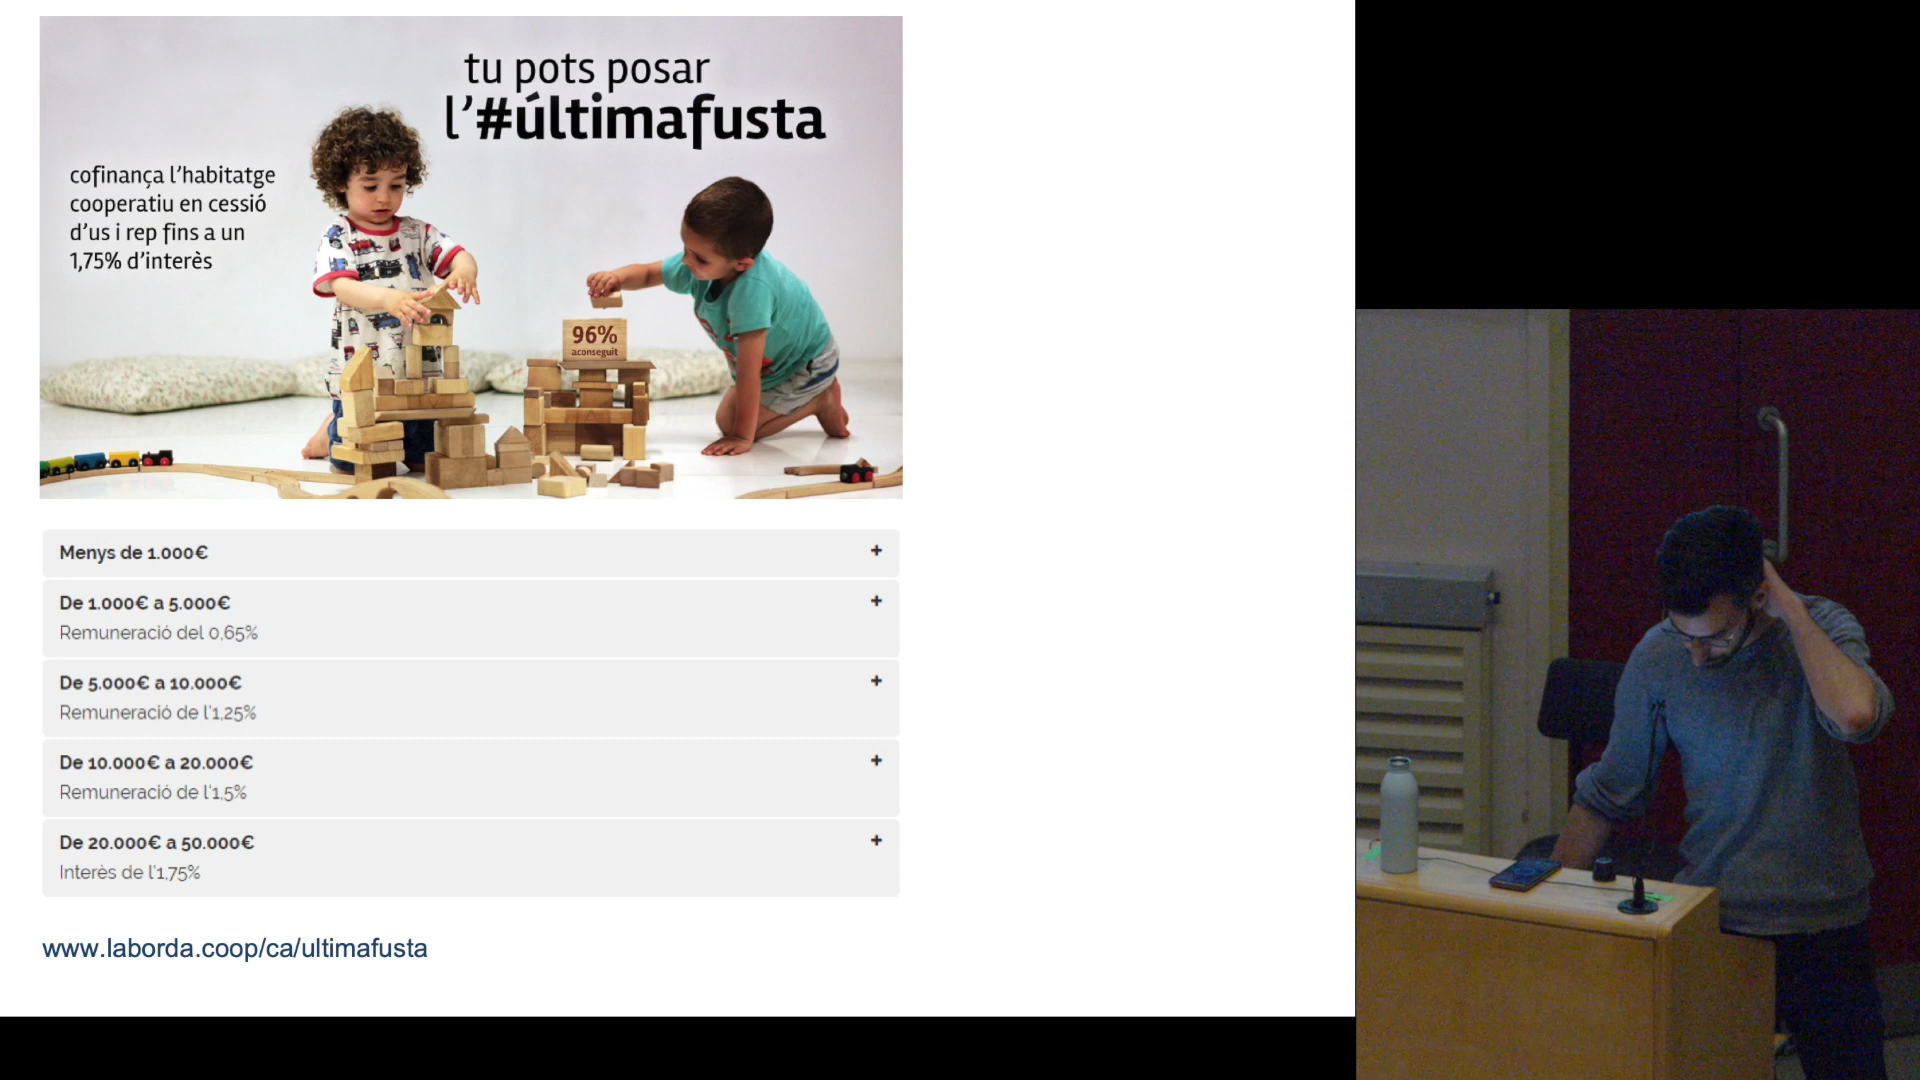 tu pots posar
l'#últimafusta
cofinança l'habitatge
cooperatiu en cessió
d'us i rep fins a un
1,75% d'interès
96%
aconseguit
Menys de 1.000€ +
De 1.000€ a 5.000€ +
Remuneració del 0,65%
De 5.000€ a 10.000€ +
Remuneració de l'1,25%
De 10.000€ a 20.000€ +
Remuneració de l'1,5%
De 20.000€ a 50.000€ +
Interès de l'1,75%
www.laborda.coop/ca/ultimafusta